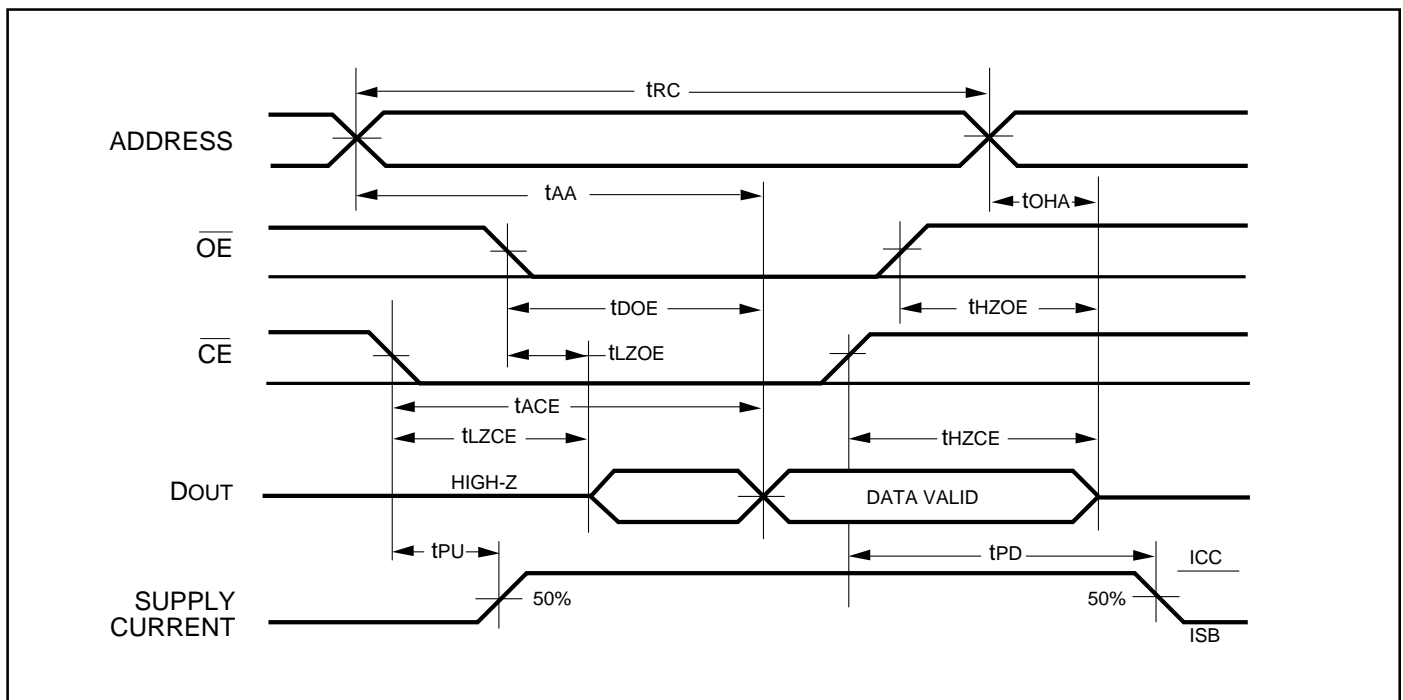 tRC
ADDRESS
tAA
tOHA
OE
tDOE
tHZOE
CE
tLZOE
tACE
tLZCE
tHZCE
HIGH-Z
DOUT
DATA VALID
tPU
tPD
ICC
SUPPLY
CURRENT
50%
50%
ISB